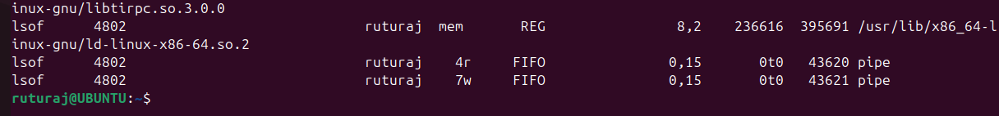 inux-gnu/libtirpc.so.3.0.0
lsof 4802 ruturaj mem REG 8,2 236616 395691 /usr/lib/x86_64-l
inux-gnu/ld-linux-x86-64.so.2
lsof 4802 ruturaj 4r FIFO 0,15 0t0 43620 pipe
lsof 4802 ruturaj 7w FIFO 0,15 0t0 43621 pipe
ruturaj@UBUNTU:~$